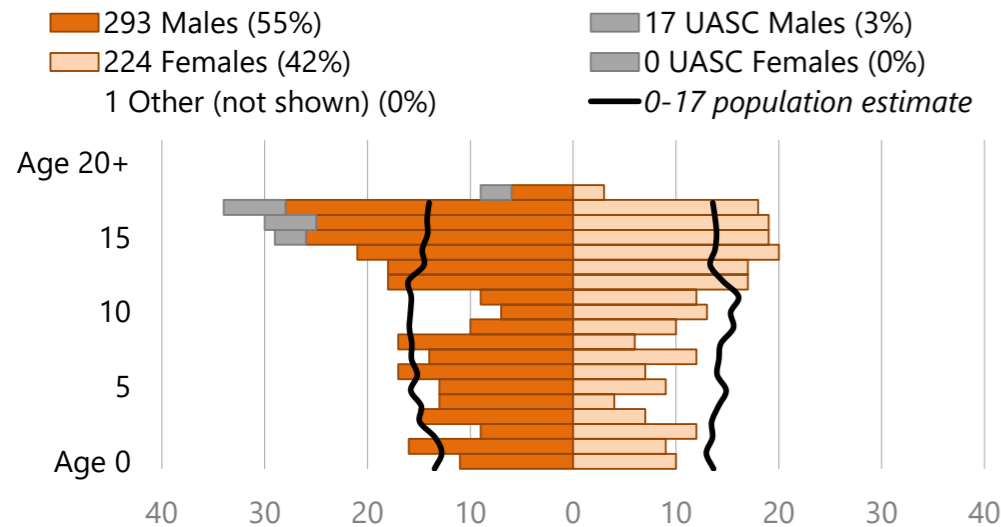 293 Males (55%)
17 UASC Males (3%)
224 Females (42%)
0 UASC Females (0%)
1 Other (not shown) (0%)
0-17 population estimate
Age 20+
15
10
5
Age 0
40 30 20 10 0 10 20 30 40